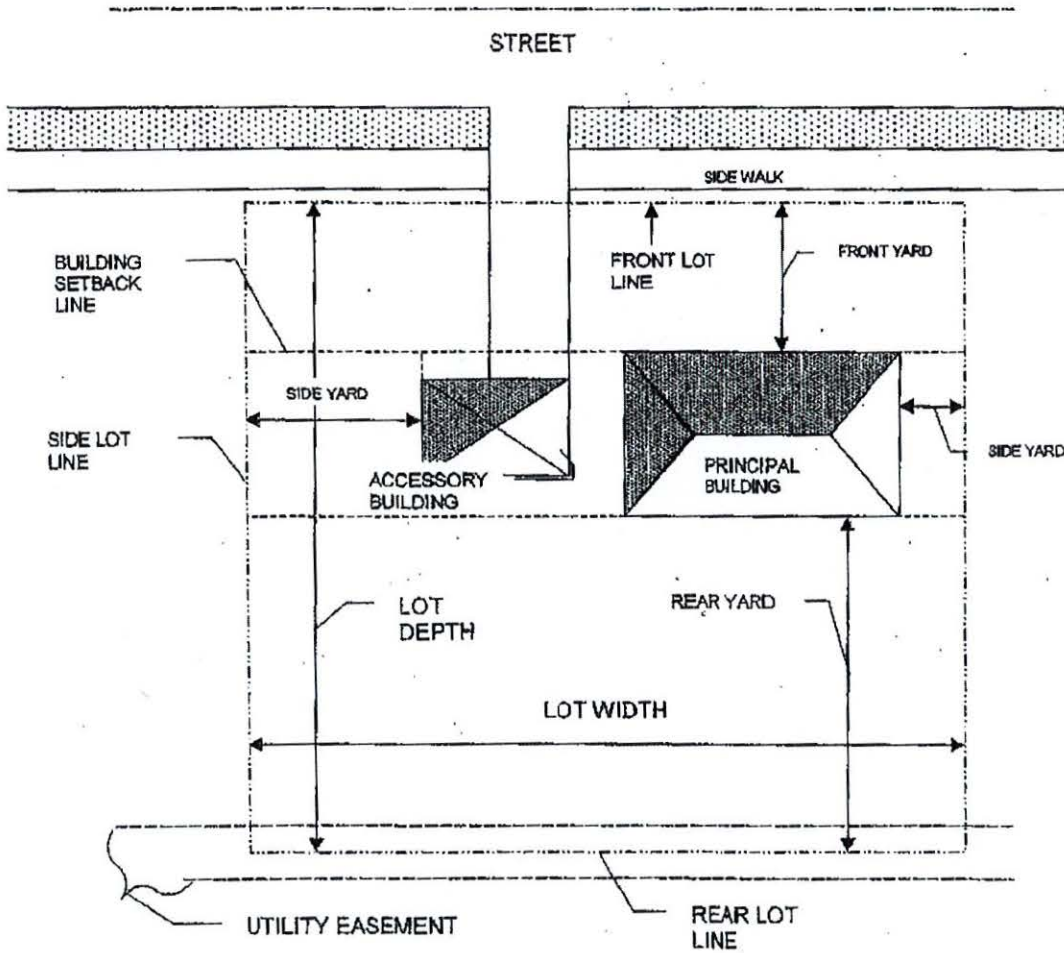 STREET
SIDE WALK
BUILDING
SETBACK
LINE
FRONT LOT
LINE
FRONT YARD
SIDE YARD
SIDE LOT
LINE
ACCESSORY
BUILDING
PRINCIPAL
BUILDING
SIDE YARD
LOT
DEPTH
REAR YARD
LOT WIDTH
UTILITY EASEMENT
REAR LOT
LINE